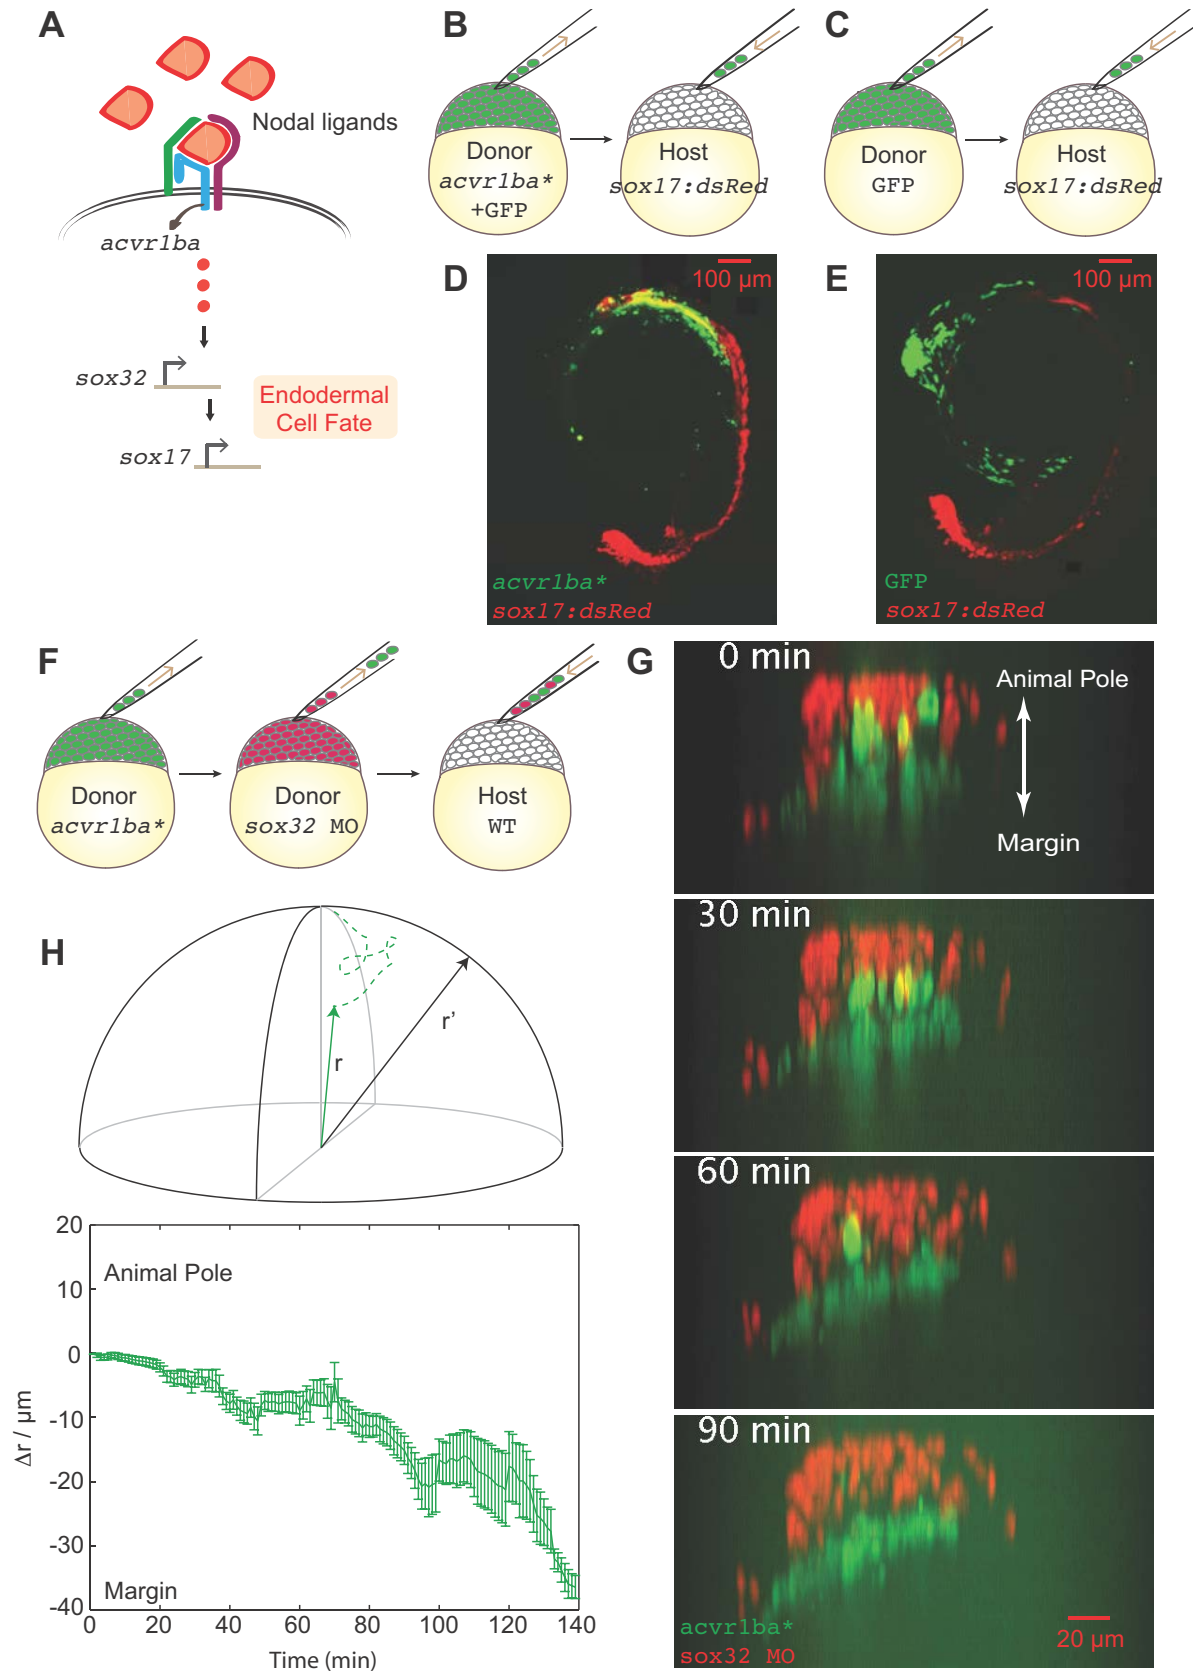 A
Nodal ligands
acvr1ba
sox32
Endodermal
Cell Fate
sox17
B
Donor
acvr1ba*
+GFP
Host
sox17:dsRed
C
Donor
GFP
Host
sox17:dsRed
D
100 µm
acvr1ba*
sox17:dsRed
E
100 µm
GFP
sox17:dsRed
F
Donor
acvr1ba*
Donor
sox32 MO
Host
WT
G
0 min
Animal Pole
Margin
30 min
60 min
90 min
acvr1ba*
sox32 MO
20 µm
H
r
r'
20
10
0
-10
-20
-30
-40
Δr / µm
Animal Pole
Margin
0 20 40 60 80 100 120 140
Time (min)